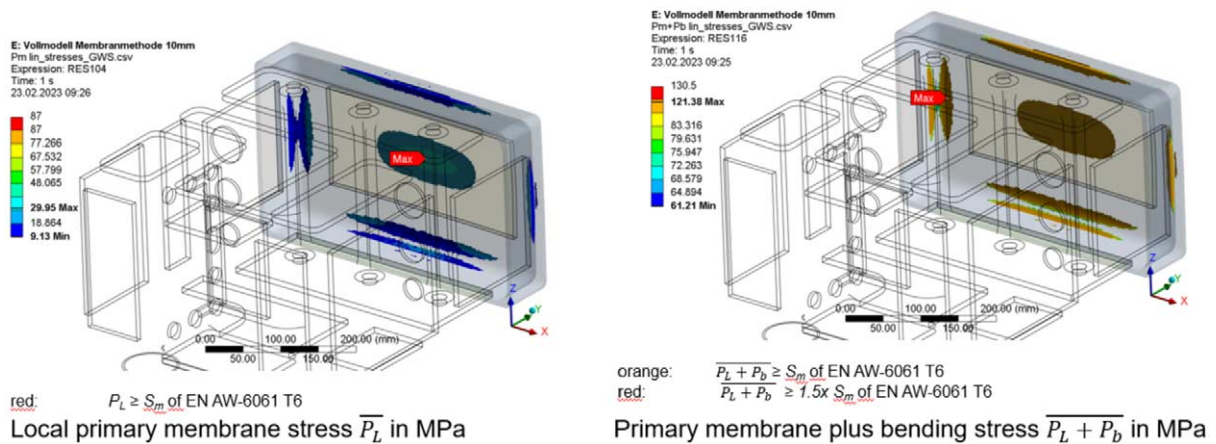 E: Vollmodell Membranmethode 10mm
Pm lin_stresses_GWS.csv
Expression: RES104
Time: 1 s
23.02.2023 09:26
87
87
77.266
67.532
57.799
48.065
29.95 Max
18.864
9.13 Min
Max
Z
Y
X
0.00
100.00
200.00 (mm)
50.00
150.00
red: P_L ≥ S_m of EN AW-6061 T6
Local primary membrane stress \overline{P_L} in MPa
E: Vollmodell Membranmethode 10mm
Pm+Pb lin_stresses_GWS.csv
Expression: RES116
Time: 1 s
23.02.2023 09:25
130.5
121.38 Max
83.316
79.631
75.947
72.263
68.579
64.894
61.21 Min
Max
Z
Y
X
0.00
100.00
200.00 (mm)
50.00
150.00
orange: \overline{P_L + P_b} ≥ S_m of EN AW-6061 T6
red: \overline{P_L + P_b} ≥ 1.5x S_m of EN AW-6061 T6
Primary membrane plus bending stress \overline{P_L + P_b} in MPa